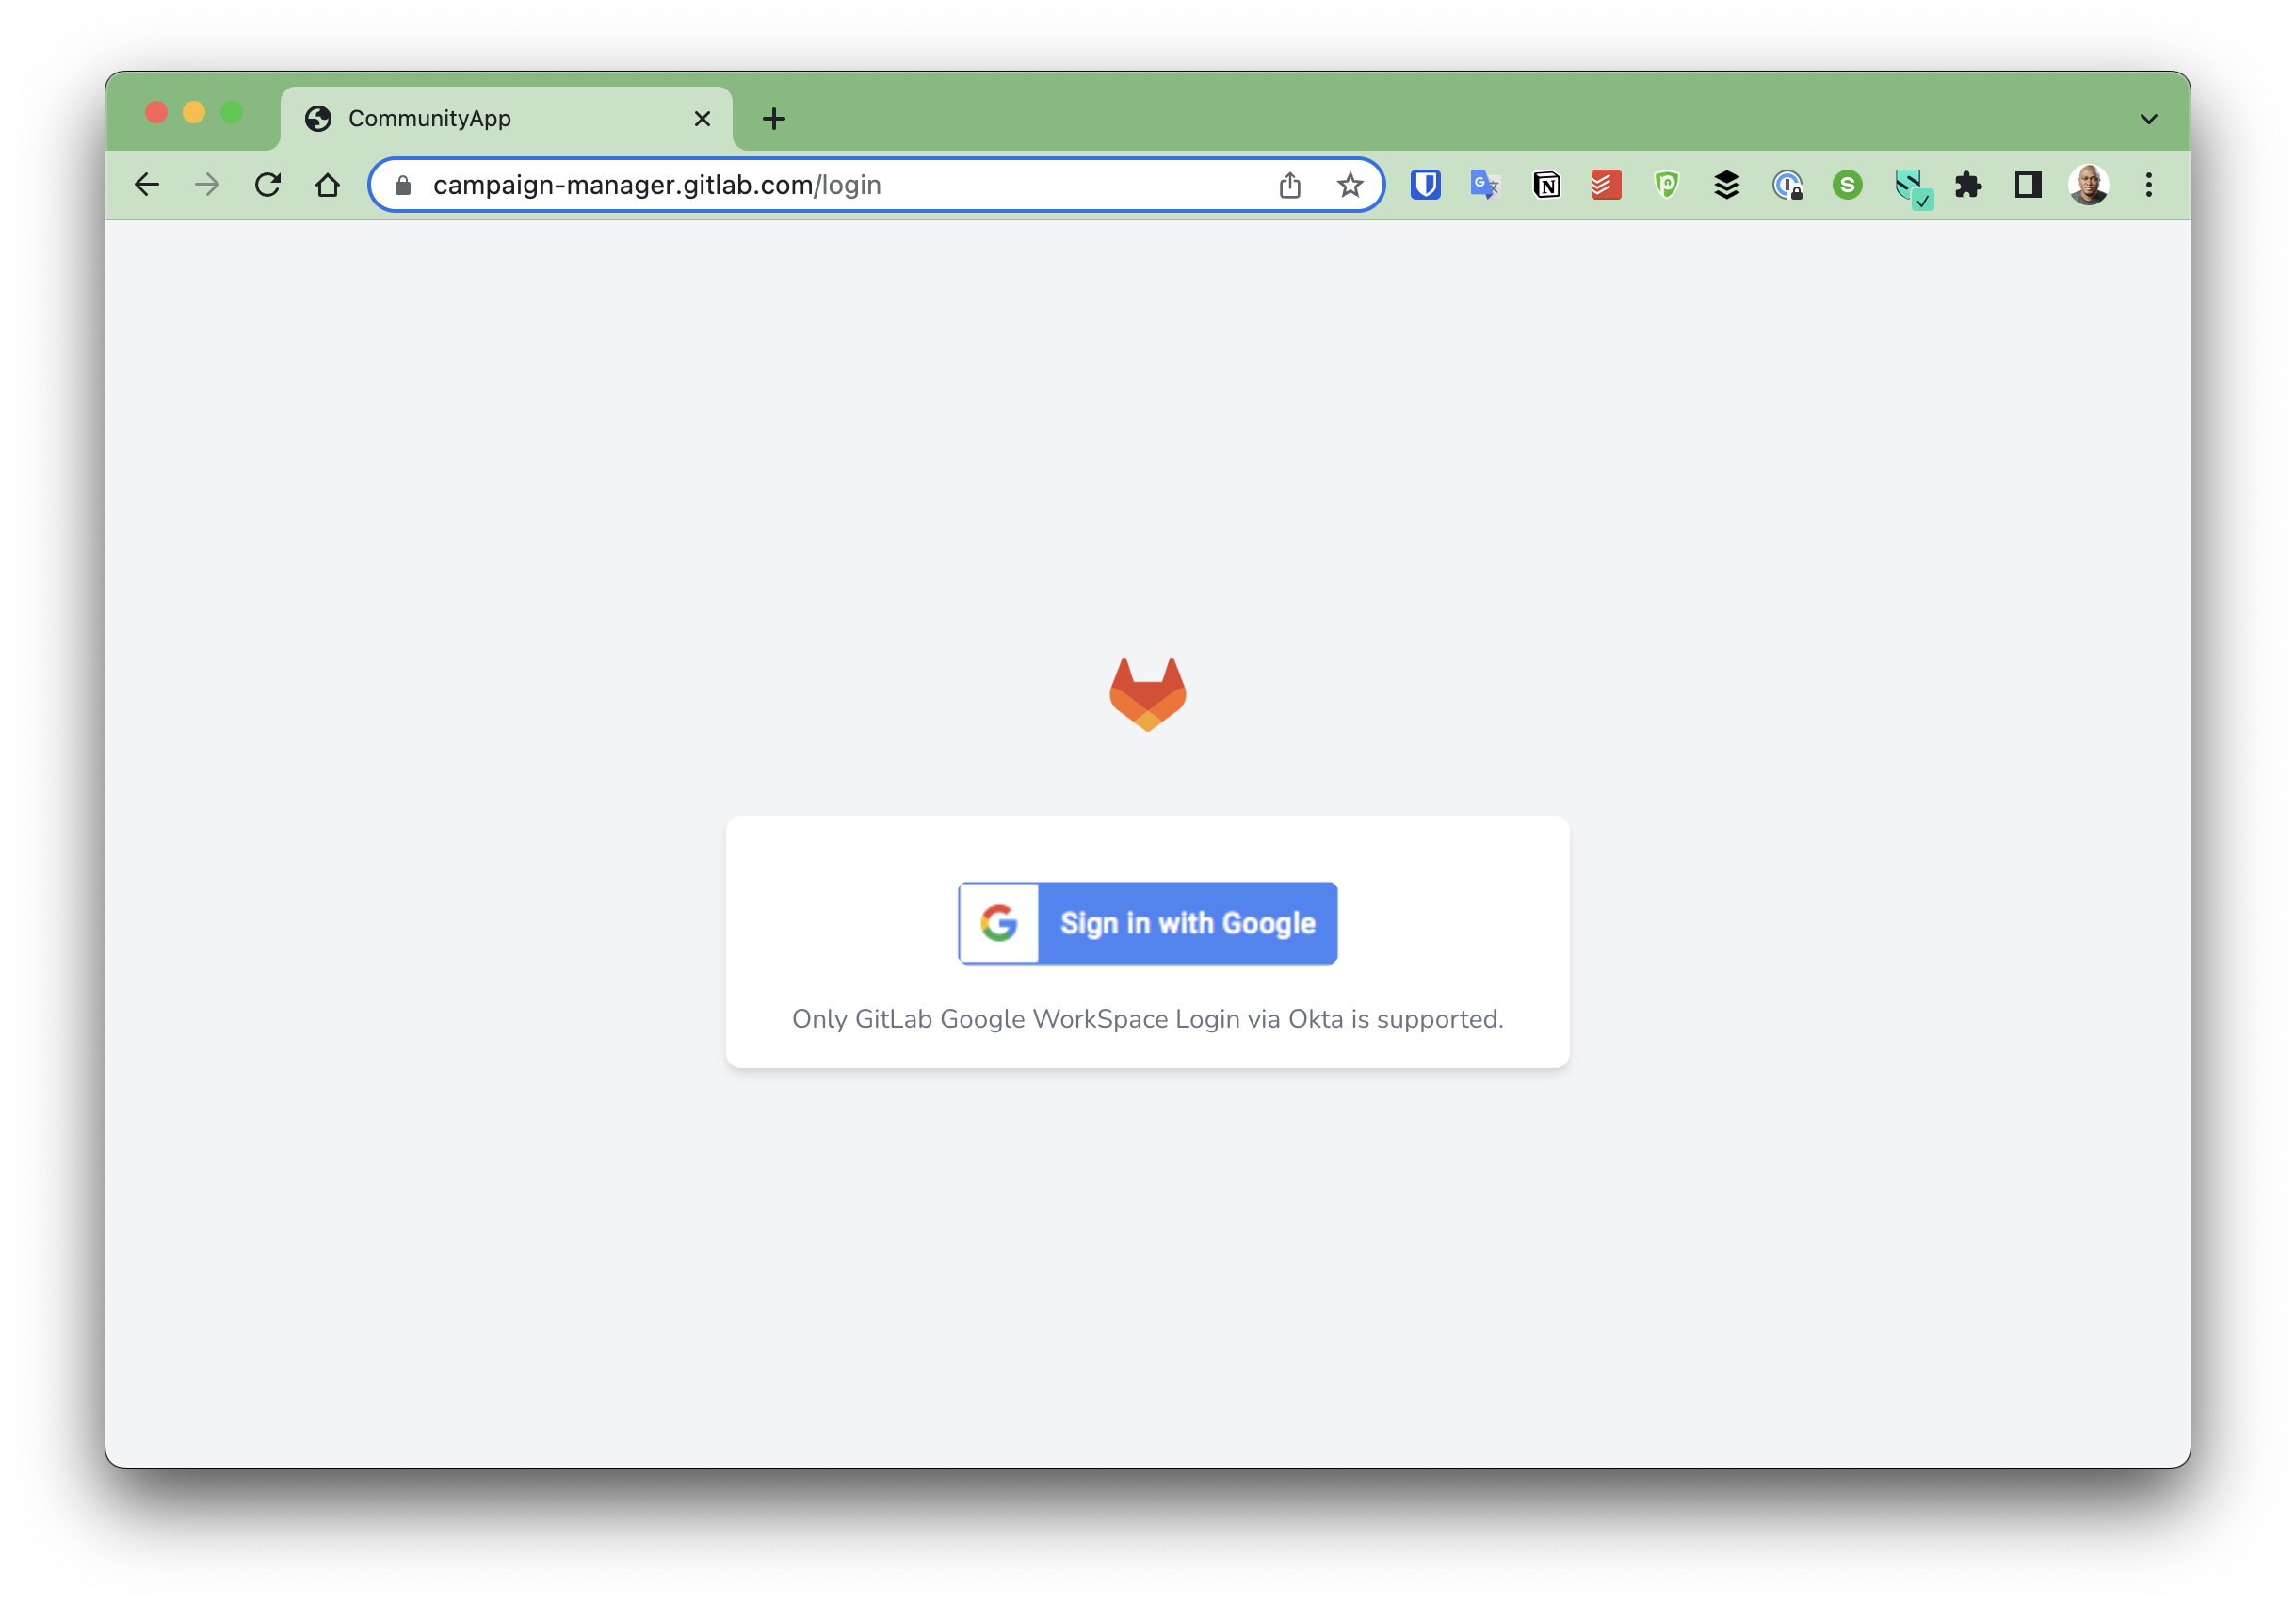 CommunityApp
campaign-manager.gitlab.com/login
Sign in with Google
Only GitLab Google WorkSpace Login via Okta is supported.